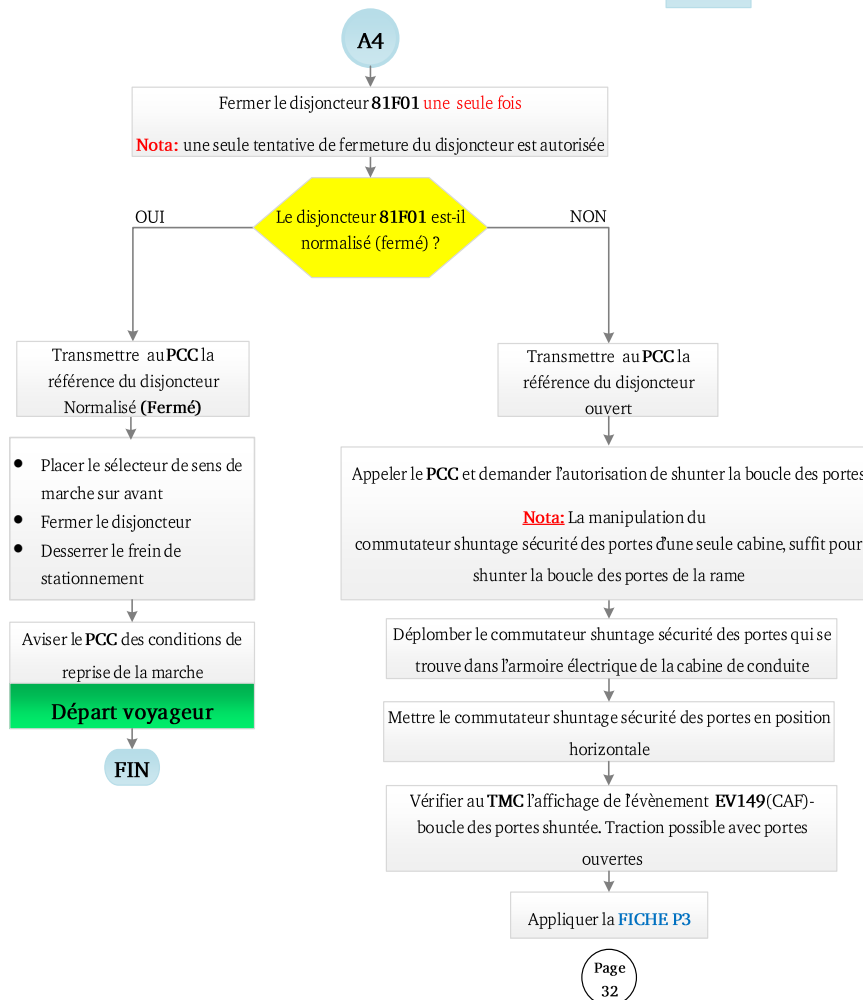 A4
Fermer le disjoncteur 81F01 une seule fois
Nota: une seule tentative de fermeture du disjoncteur est autorisée
Le disjoncteur 81F01 est-il
normalisé (fermé) ?
OUI
NON
Transmettre au PCC la
référence du disjoncteur
Normalisé (Fermé)
Placer le sélecteur de sens de
marche sur avant
Fermer le disjoncteur
Desserrer le frein de
stationnement
Aviser le PCC des conditions de
reprise de la marche
Départ voyageur
FIN
Transmettre au PCC la
référence du disjoncteur
ouvert
Appeler le PCC et demander l'autorisation de shunter la boucle des portes
Nota: La manipulation du
commutateur shuntage sécurité des portes d'une seule cabine, suffit pour
shunter la boucle des portes de la rame
Déplomber le commutateur shuntage sécurité des portes qui se
trouve dans l'armoire électrique de la cabine de conduite
Mettre le commutateur shuntage sécurité des portes en position
horizontale
Vérifier au TMC l'affichage de l'évènement EV149(CAF)-
boucle des portes shuntée. Traction possible avec portes
ouvertes
Appliquer la FICHE P3
Page
32